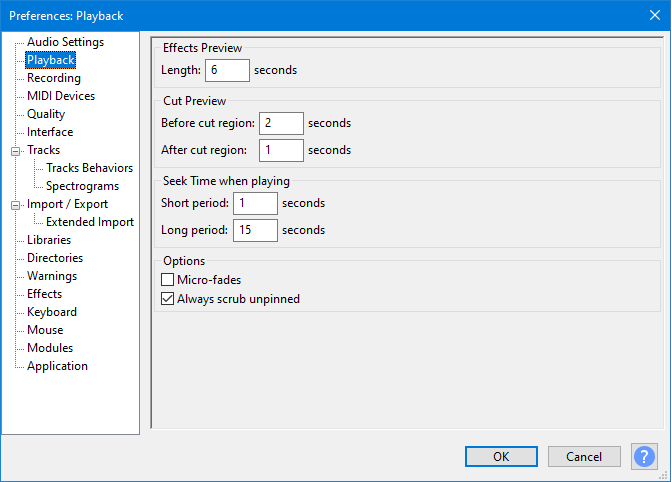 Preferences: Playback
Audio Settings
Playback
Recording
MIDI Devices
Quality
Interface
Tracks
Tracks Behaviors
Spectrograms
Import / Export
Extended Import
Libraries
Directories
Warnings
Effects
Keyboard
Mouse
Modules
Application
Effects Preview
Length: 6 seconds
Cut Preview
Before cut region: 2 seconds
After cut region: 1 seconds
Seek Time when playing
Short period: 1 seconds
Long period: 15 seconds
Options
Micro-fades
Always scrub unpinned
OK Cancel ?